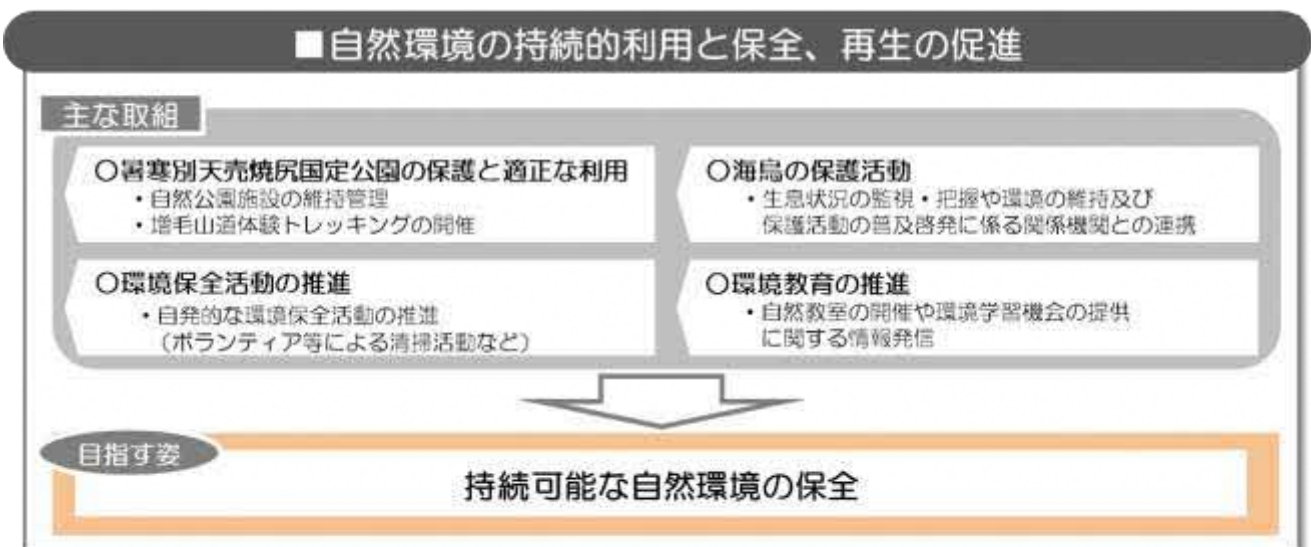 ■自然環境の持続的利用と保全、再生の促進
主な取組
〇暑寒別天売焼尻国定公園の保護と適正な利用
・自然公園施設の維持管理
・増毛山道体験トレッキングの開催
〇海鳥の保護活動
・生息状況の監視・把握や環境の維持及び
保護活動の普及啓発に係る関係機関との連携
〇環境保全活動の推進
・自発的な環境保全活動の推進
（ボランティア等による清掃活動など）
〇環境教育の推進
・自然教室の開催や環境学習機会の提供
に関する情報発信
目指す姿
持続可能な自然環境の保全